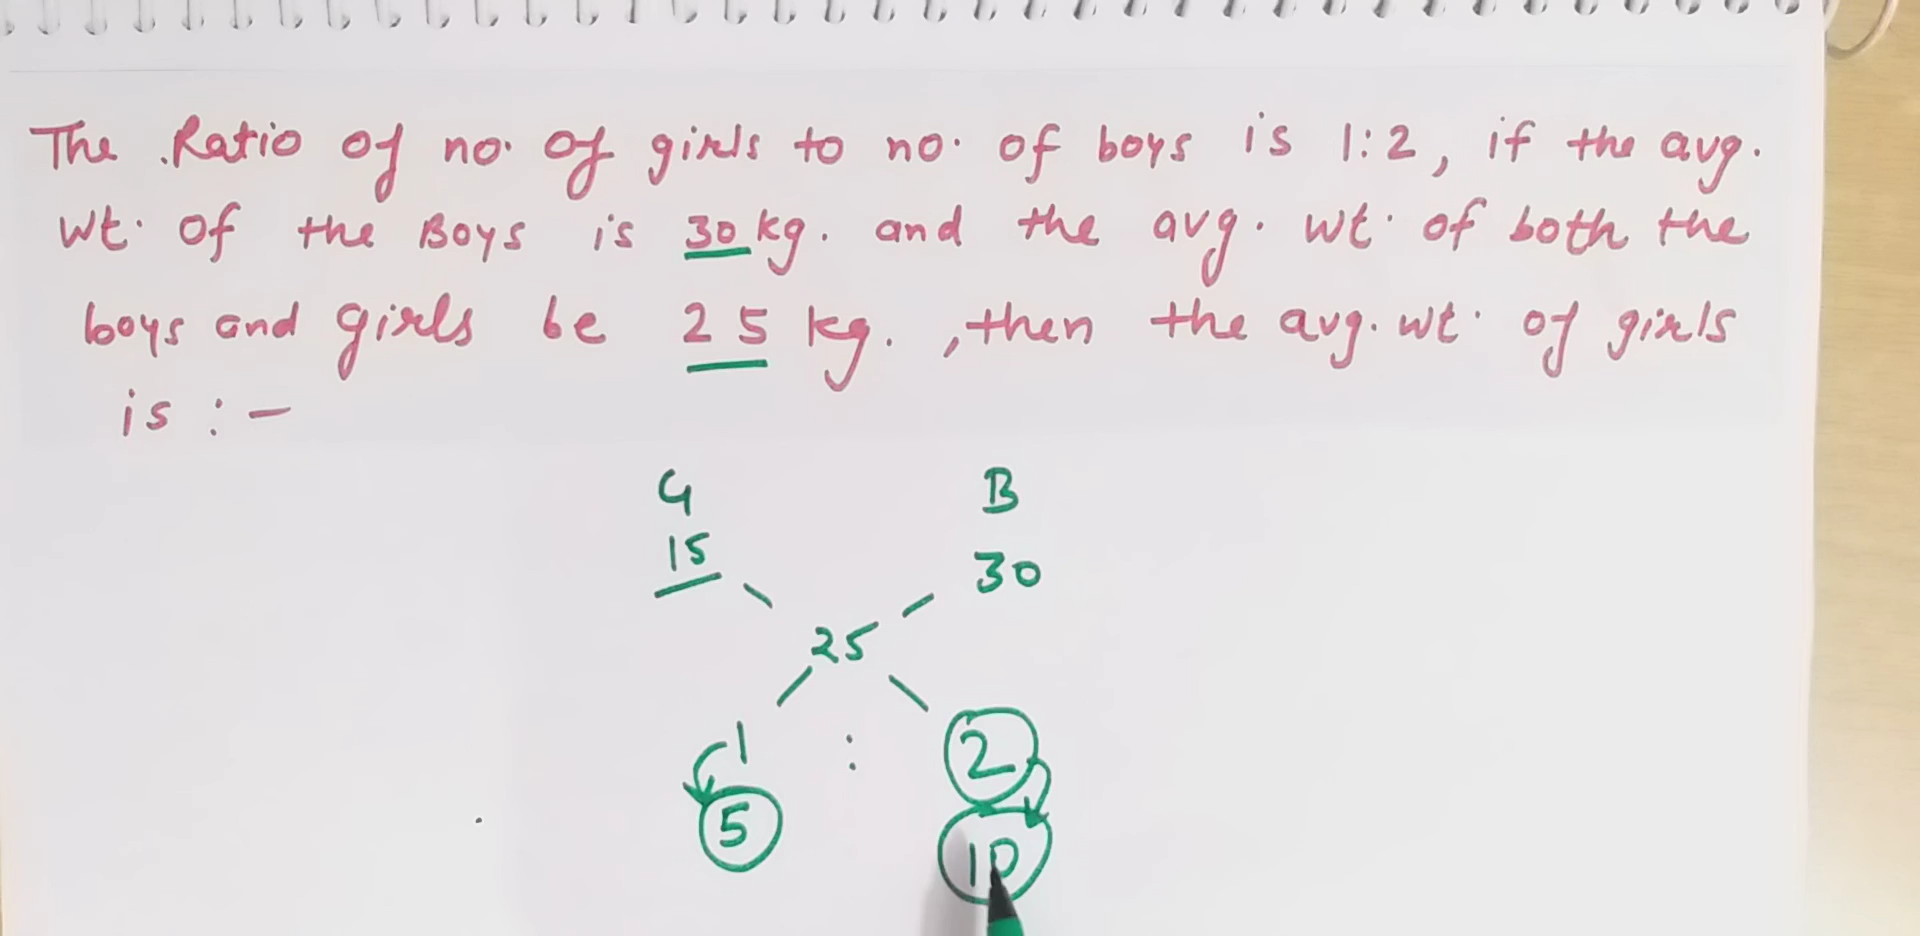 The Ratio of no. of girls to no. of boys is 1:2, if the avg.
wt. of the Boys is 30 kg. and the avg. wt. of both the
boys and girls be 25 kg., then the avg. wt. of girls
is :-
G B
15 30
25
1 : 2
5 10